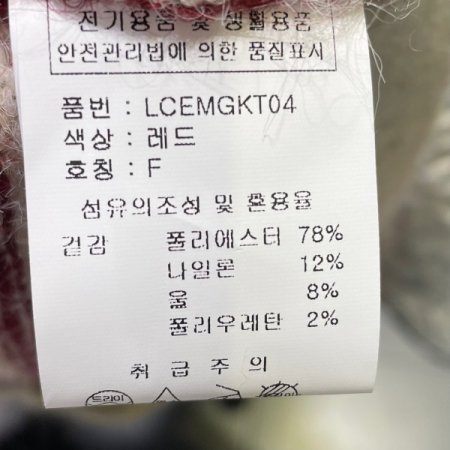 전기용품 및 생활용품
안전관리법에 의한 품질표시
품번 : LCEMGKT04
색상 : 레드
호칭 : F
섬유의조성 및 혼용율
겉감 폴리에스터 78%
나일론 12%
울 8%
폴리우레탄 2%
취급주의
드라이